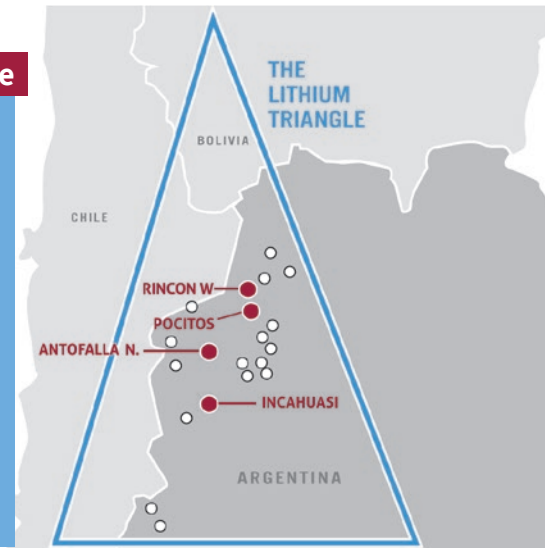 e
THE
LITHIUM
TRIANGLE
BOLIVIA
CHILE
RINCON W
POCITOS
ANTOFALLA N.
INCAHUASI
ARGENTINA